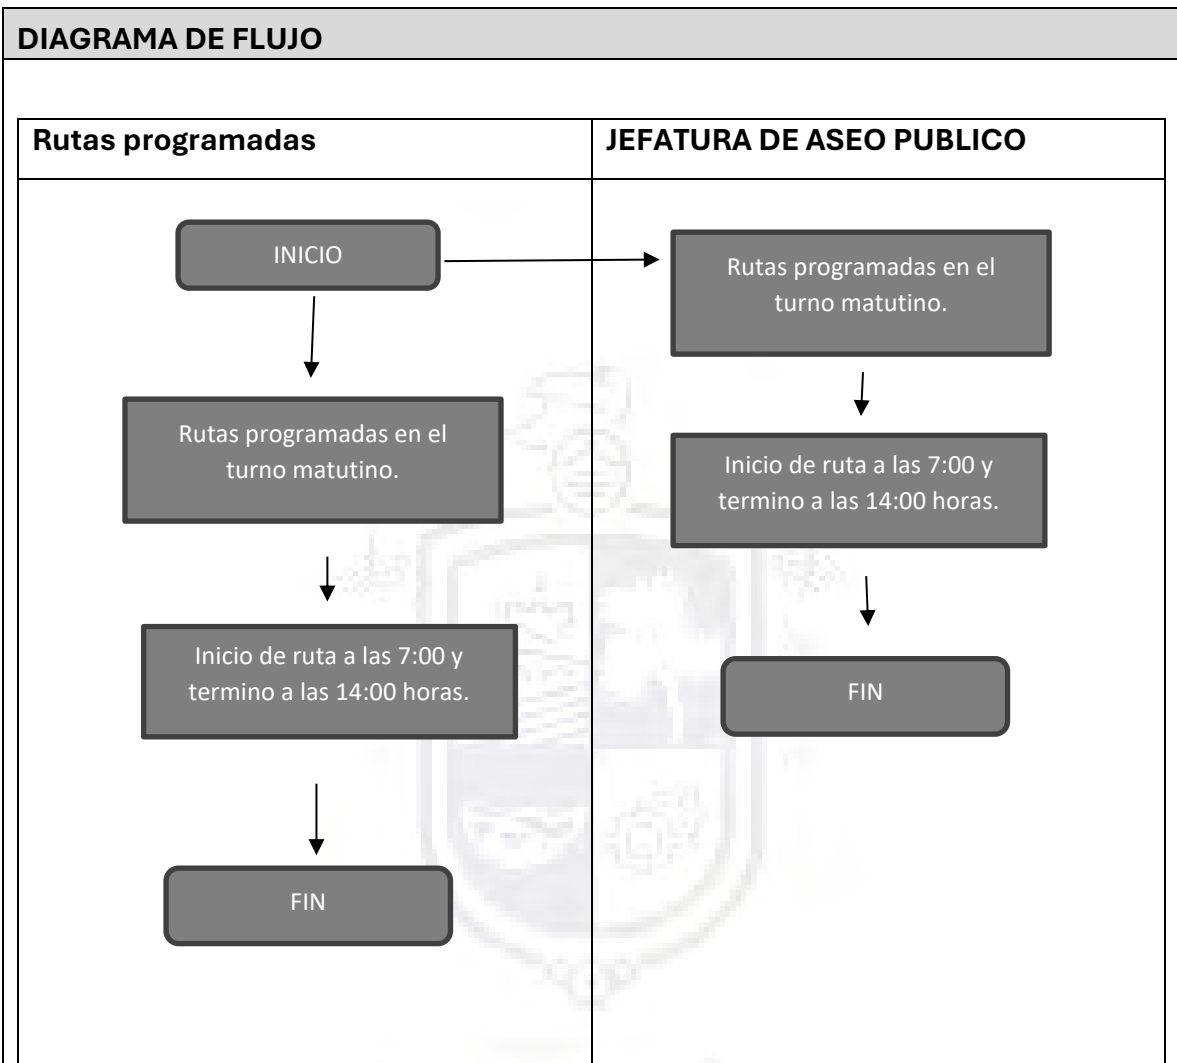 DIAGRAMA DE FLUJO
Rutas programadas
JEFATURA DE ASEO PUBLICO
INICIO
Rutas programadas en el
turno matutino.
Inicio de ruta a las 7:00 y
termino a las 14:00 horas.
FIN
Rutas programadas en el
turno matutino.
Inicio de ruta a las 7:00 y
termino a las 14:00 horas.
FIN